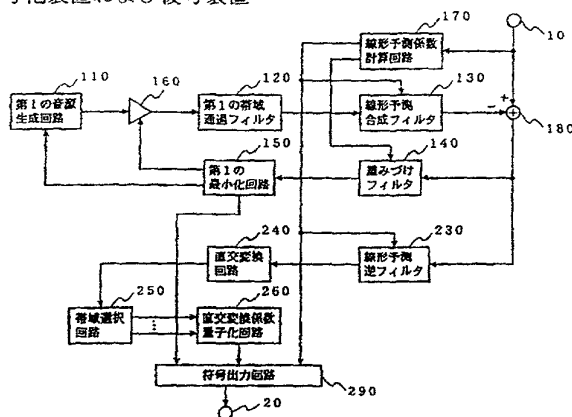 号化装置および復号装置
170
線形予測係数
計算回路
10
110
第1の音源
生成回路
160
120
第1の帯域
通過フィルタ
130
線形予測
合成フィルタ
+
−
180
150
第1の
最小化回路
140
重みづけ
フィルタ
240
直交変換
回路
230
線形予測
逆フィルタ
250
帯域選択
回路
260
直交変換係数
量子化回路
符号出力回路
290
20